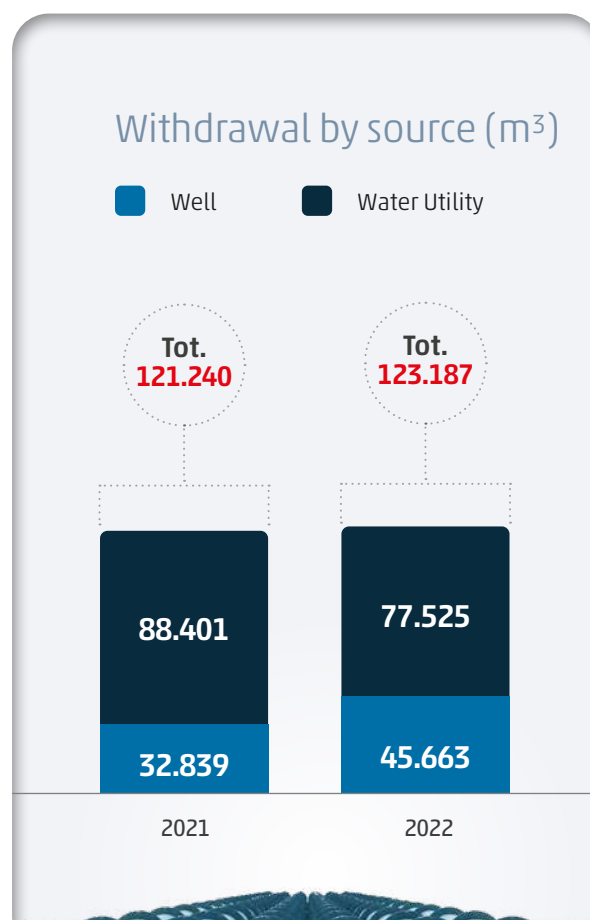 Withdrawal by source (m³)
Well
Water Utility
Tot.
121.240
Tot.
123.187
88.401
77.525
32.839
45.663
2021
2022